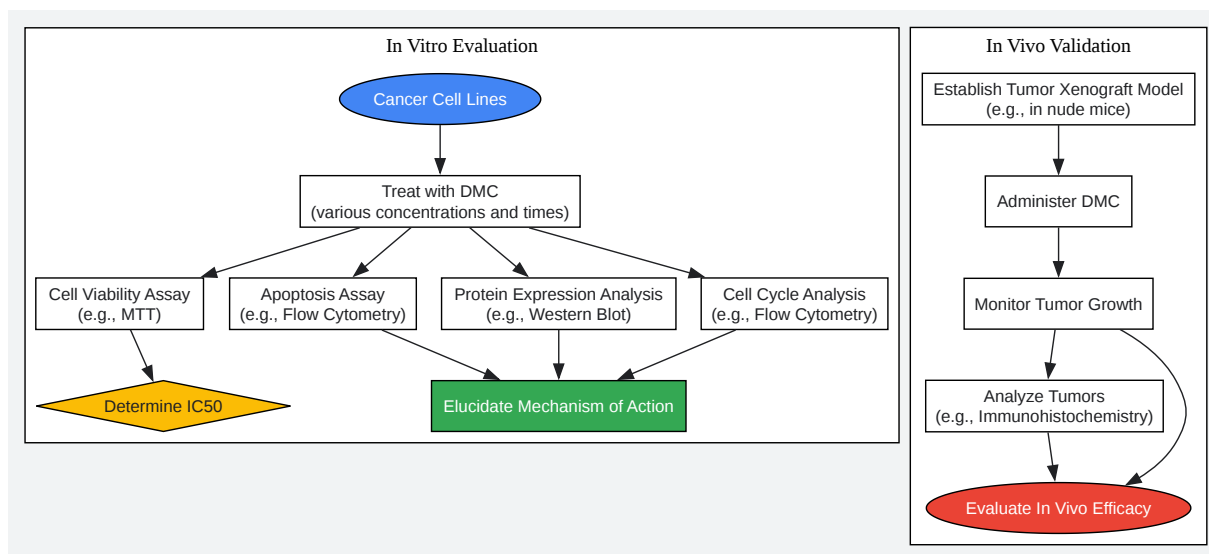 In Vitro Evaluation
Cancer Cell Lines
Treat with DMC
(various concentrations and times)
Cell Viability Assay
(e.g., MTT)
Apoptosis Assay
(e.g., Flow Cytometry)
Protein Expression Analysis
(e.g., Western Blot)
Cell Cycle Analysis
(e.g., Flow Cytometry)
Determine IC50
Elucidate Mechanism of Action
In Vivo Validation
Establish Tumor Xenograft Model
(e.g., in nude mice)
Administer DMC
Monitor Tumor Growth
Analyze Tumors
(e.g., Immunohistochemistry)
Evaluate In Vivo Efficacy